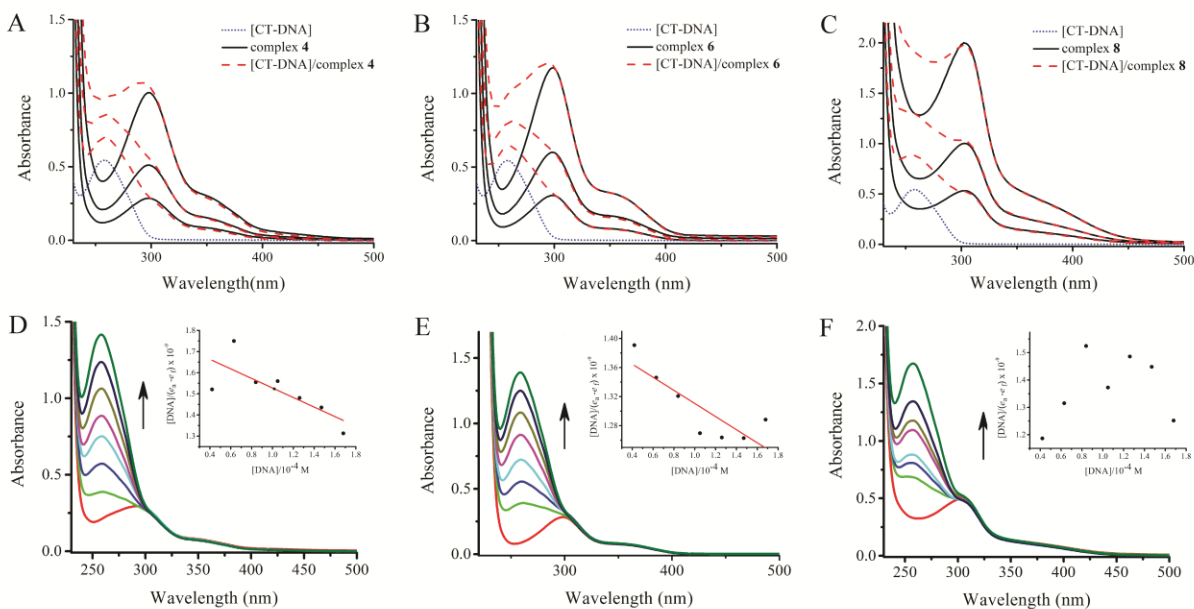 A
[CT-DNA]
complex 4
[CT-DNA]/complex 4
Absorbance
1.5
1.0
0.5
0.0
300 400 500
Wavelength(nm)
B
[CT-DNA]
complex 6
[CT-DNA]/complex 6
Absorbance
1.5
1.0
0.5
0.0
300 400 500
Wavelength(nm)
C
[CT-DNA]
complex 8
[CT-DNA]/complex 8
Absorbance
2.0
1.5
1.0
0.5
0.0
300 400 500
Wavelength(nm)
D
Absorbance
1.5
1.0
0.5
0.0
250 300 350 400 450 500
Wavelength (nm)
[DNA]/(eₐ -e_f) x 10⁻⁹
1.8
1.7
1.6
1.5
1.4
1.3
1.2
0.4 0.6 0.8 1.0 1.2 1.4 1.6 1.8
[DNA]/10⁻⁴ M
E
Absorbance
1.5
1.0
0.5
0.0
300 400 500
Wavelength (nm)
[DNA]/(eₐ -e_f) x 10⁻⁹
1.40
1.36
1.32
1.28
0.4 0.6 0.8 1.0 1.2 1.4 1.6 1.8
[DNA]/10⁻⁴ M
F
Absorbance
2.0
1.5
1.0
0.5
0.0
250 300 350 400 450 500
Wavelength (nm)
[DNA]/(eₐ -e_f) x 10⁻⁹
1.5
1.4
1.3
1.2
0.4 0.6 0.8 1.0 1.2 1.4 1.6 1.8
[DNA]/10⁻⁴ M